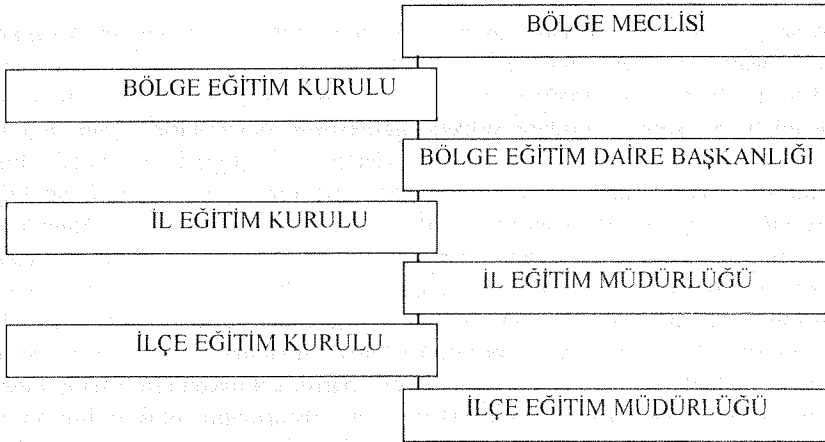 BÖLGE MECLİSİ
BÖLGE EĞİTİM KURULU
BÖLGE EĞİTİM DAİRE BAŞKANLIĞI
İL EĞİTİM KURULU
İL EĞİTİM MÜDÜRLÜĞÜ
İLÇE EĞİTİM KURULU
İLÇE EĞİTİM MÜDÜRLÜĞÜ